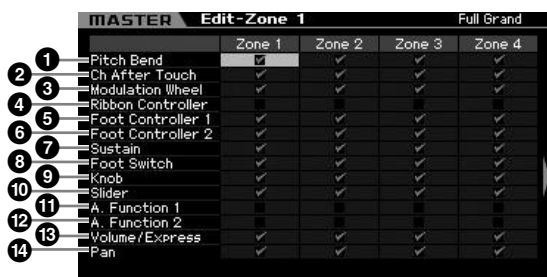 MASTER Edit-Zone 1 Full Grand
Zone 1 Zone 2 Zone 3 Zone 4
1 Pitch Bend
2 Ch After Touch
3 Modulation Wheel
4 Ribbon Controller
5 Foot Controller 1
6 Foot Controller 2
7 Sustain
8 Foot Switch
9 Knob
10 Slider
11 A. Function 1
12 A. Function 2
13 Volume/Express
14 Pan